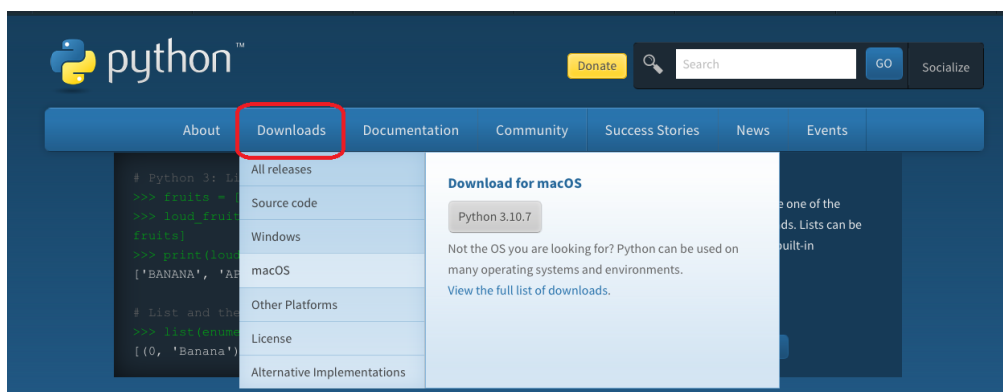 python™
Donate
Search
GO
Socialize
About
Downloads
Documentation
Community
Success Stories
News
Events
# Python 3: Li
>>> fruits = [
>>> loud_fruit
fruits]
>>> print(loud
['BANANA', 'AP
# List and the
>>> list(enume
[(0, 'Banana')
All releases
Source code
Windows
macOS
Other Platforms
License
Alternative Implementations
Download for macOS
Python 3.10.7
Not the OS you are looking for? Python can be used on
many operating systems and environments.
View the full list of downloads.
one of the
ds. Lists can be
built-in